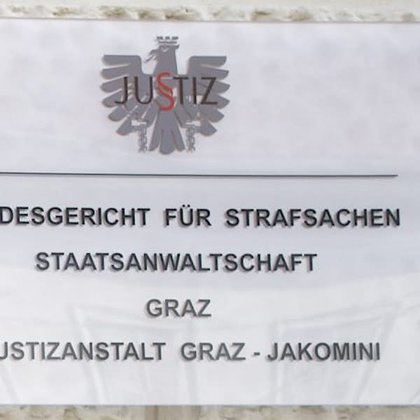 JUSTIZ
DESGERICHT FÜR STRAFSACHEN
STAATSANWALTSCHAFT
GRAZ
USTIZANSTALT GRAZ - JAKOMINI